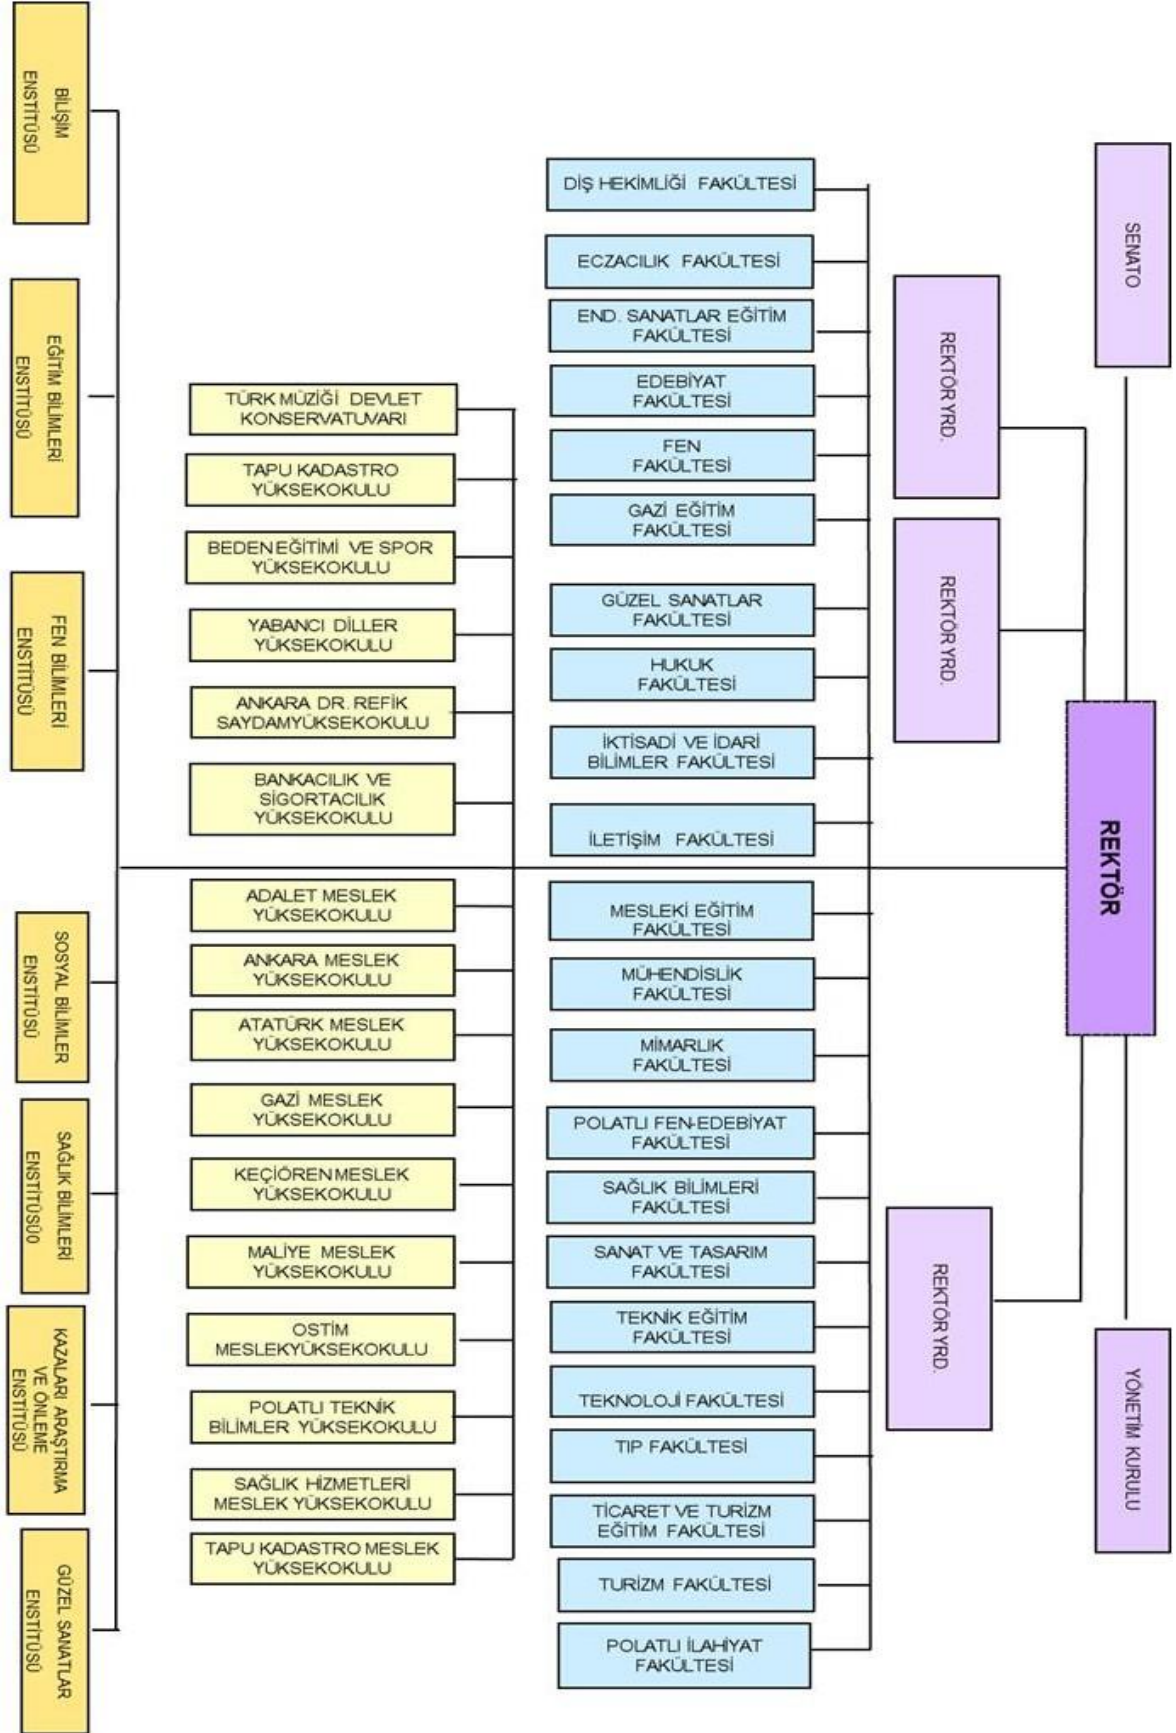 SENATO
REKTÖR
YÖNETİM KURULU
REKTÖR YRD.
REKTÖR YRD.
REKTÖR YRD.
DİŞ HEKİMLİĞİ FAKÜLTESİ
ECZACILIK FAKÜLTESİ
END. SANATLAR EĞİTİM
FAKÜLTESİ
EDEBİYAT
FAKÜLTESİ
FEN
FAKÜLTESİ
GAZİ EĞİTİM
FAKÜLTESİ
GÜZEL SANATLAR
FAKÜLTESİ
HUKUK
FAKÜLTESİ
İKTİSADİ VE İDARİ
BİLİMLER FAKÜLTESİ
İLETİŞİM FAKÜLTESİ
MESLEKİ EĞİTİM
FAKÜLTESİ
MÜHENDİSLİK
FAKÜLTESİ
MİMARLIK
FAKÜLTESİ
POLATLI FEN-EDEBİYAT
FAKÜLTESİ
SAĞLIK BİLİMLERİ
FAKÜLTESİ
SANAT VE TASARIM
FAKÜLTESİ
TEKNİK EĞİTİM
FAKÜLTESİ
TEKNOLOJİ FAKÜLTESİ
TIP FAKÜLTESİ
TİCARET VE TURİZM
EĞİTİM FAKÜLTESİ
TURİZM FAKÜLTESİ
POLATLI İLAHİYAT
FAKÜLTESİ
TÜRK MÜZİĞİ DEVLET
KONSERVATUVARI
TAPU KADASTRO
YÜKSEKOKULU
BEDEN EĞİTİMİ VE SPOR
YÜKSEKOKULU
YABANCI DİLLER
YÜKSEKOKULU
ANKARA DR. REFİK
SAYDAMYÜKSEKOKULU
BANKACILIK VE
SİGORTACILIK
YÜKSEKOKULU
ADALET MESLEK
YÜKSEKOKULU
ANKARA MESLEK
YÜKSEKOKULU
ATATÜRK MESLEK
YÜKSEKOKULU
GAZİ MESLEK
YÜKSEKOKULU
KEÇİÖREN MESLEK
YÜKSEKOKULU
MALİYE MESLEK
YÜKSEKOKULU
OSTİM
MESLEKYÜKSEKOKULU
POLATLI TEKNİK
BİLİMLER YÜKSEKOKULU
SAĞLIK HİZMETLERİ
MESLEK YÜKSEKOKULU
TAPU KADASTRO MESLEK
YÜKSEKOKULU
BİLİŞİM
ENSTİTÜSÜ
EĞİTİM BİLİMLERİ
ENSTİTÜSÜ
FEN BİLİMLERİ
ENSTİTÜSÜ
SOSYAL BİLİMLER
ENSTİTÜSÜ
SAĞLIK BİLİMLERİ
ENSTİTÜSÜ0
KAZALARI ARAŞTIRMA
VE ÖNLEME
ENSTİTÜSÜ
GÜZEL SANATLAR
ENSTİTÜSÜ